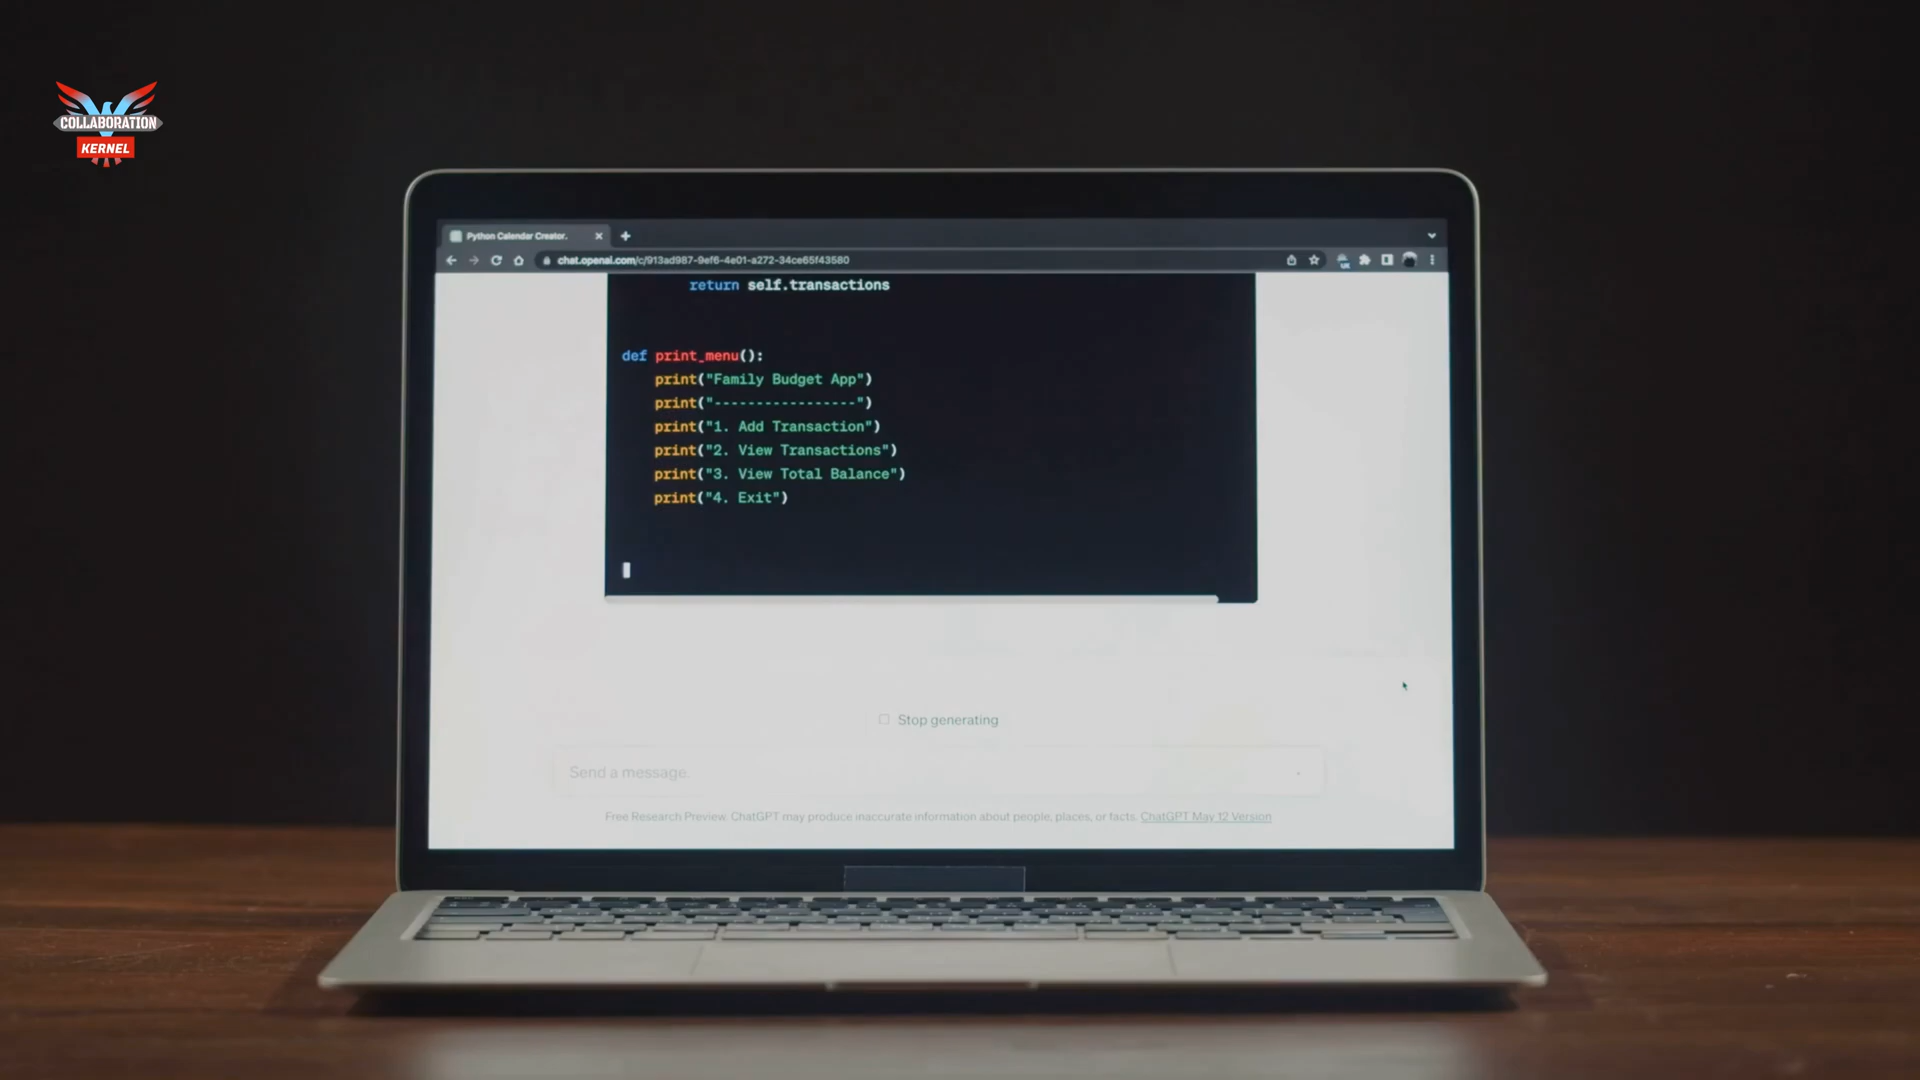 COLLABORATION
KERNEL
Python Calendar Creator.
chat.openai.com/c/913ad987-9ef6-4e01-a272-34ce65f43580
return self.transactions
def print_menu():
print("Family Budget App")
print("-----------------")
print("1. Add Transaction")
print("2. View Transactions")
print("3. View Total Balance")
print("4. Exit")
Stop generating
Send a message.
Free Research Preview. ChatGPT may produce inaccurate information about people, places, or facts. ChatGPT May 12 Version